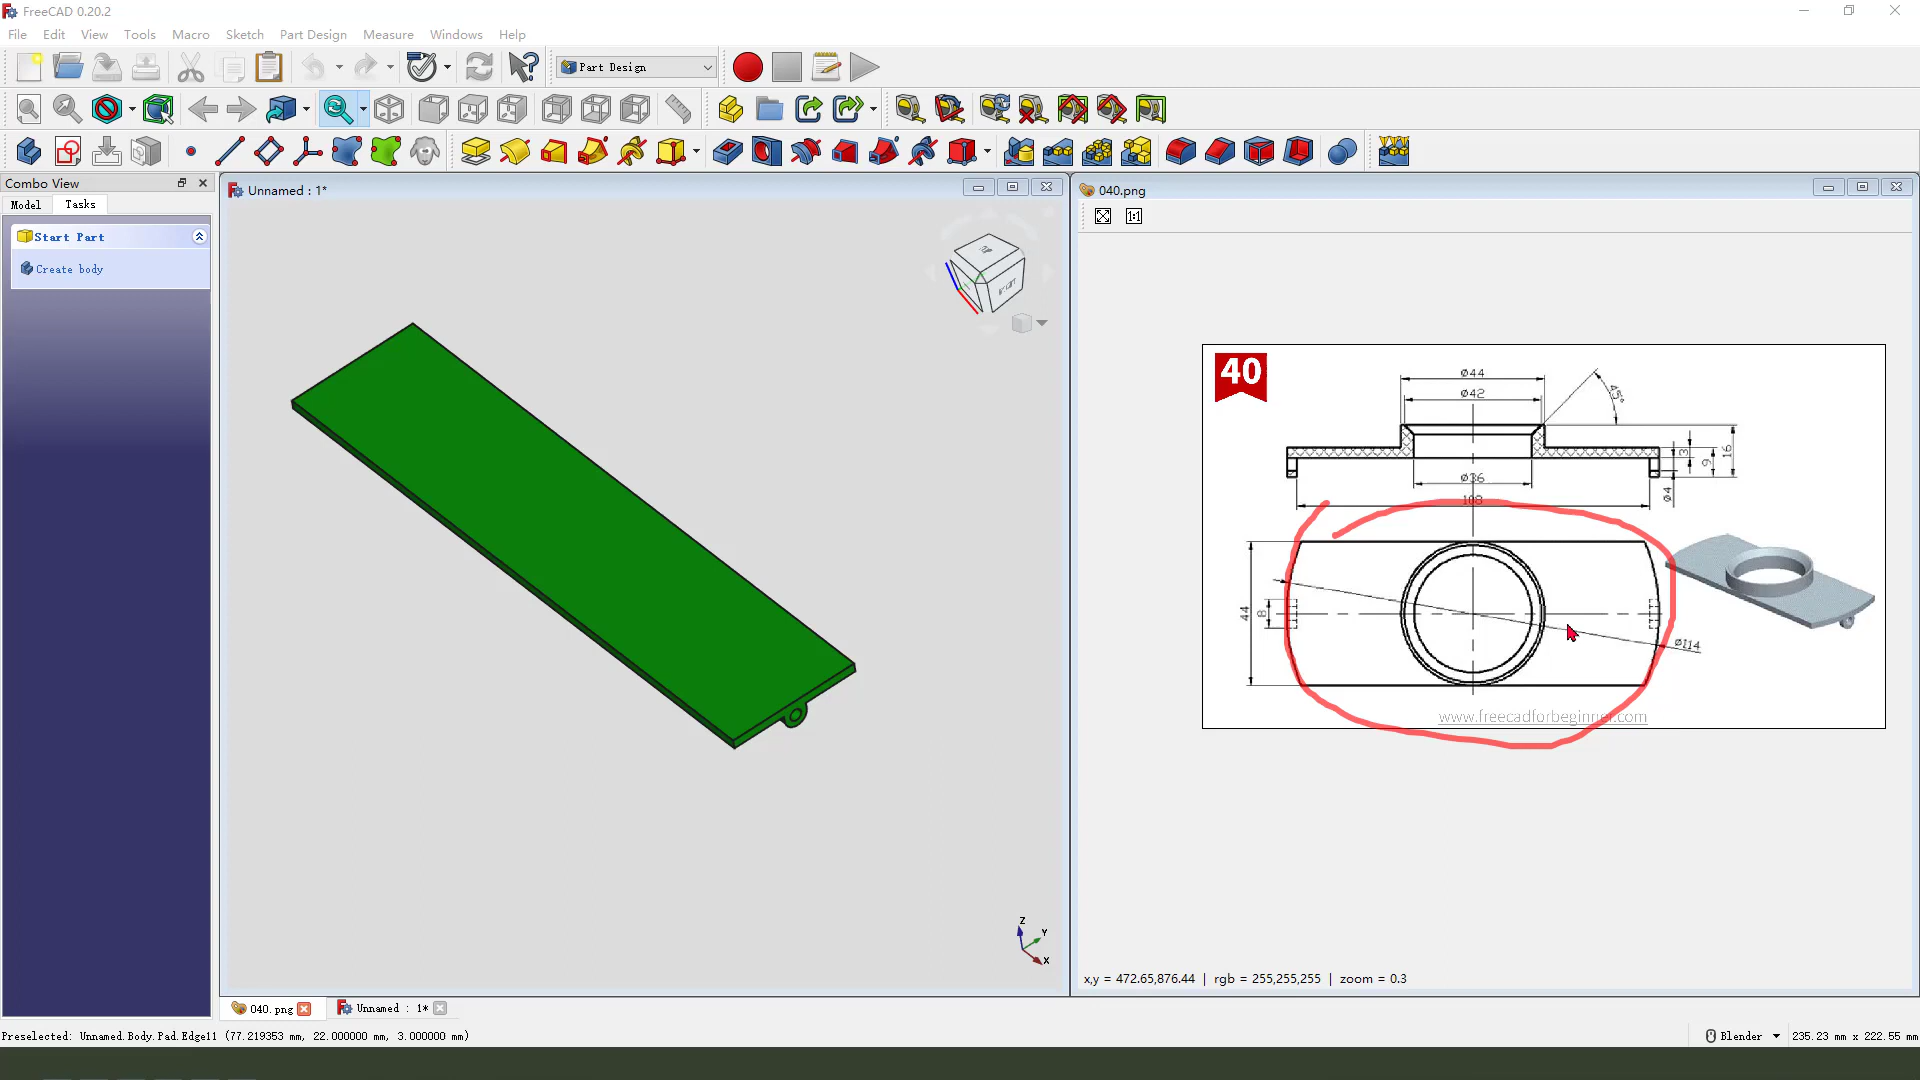 FreeCAD 0.20.2
File Edit View Tools Macro Sketch Part Design Measure Windows Help
Part Design
Combo View
Model Tasks
Start Part
Create body
Unnamed : 1*
TOP
Z
Y
X
040.png
1:1
40
Ø44
Ø42
45°
3
9
16
Ø4
Ø36
108
44
8
Ø114
www.freecadforbeginner.com
x,y = 472.65,876.44 | rgb = 255,255,255 | zoom = 0.3
040.png
Unnamed : 1*
Preselected: Unnamed.Body.Pad.Edge11 (77.219353 mm, 22.000000 mm, 3.000000 mm)
Blender
235.23 mm x 222.55 mm